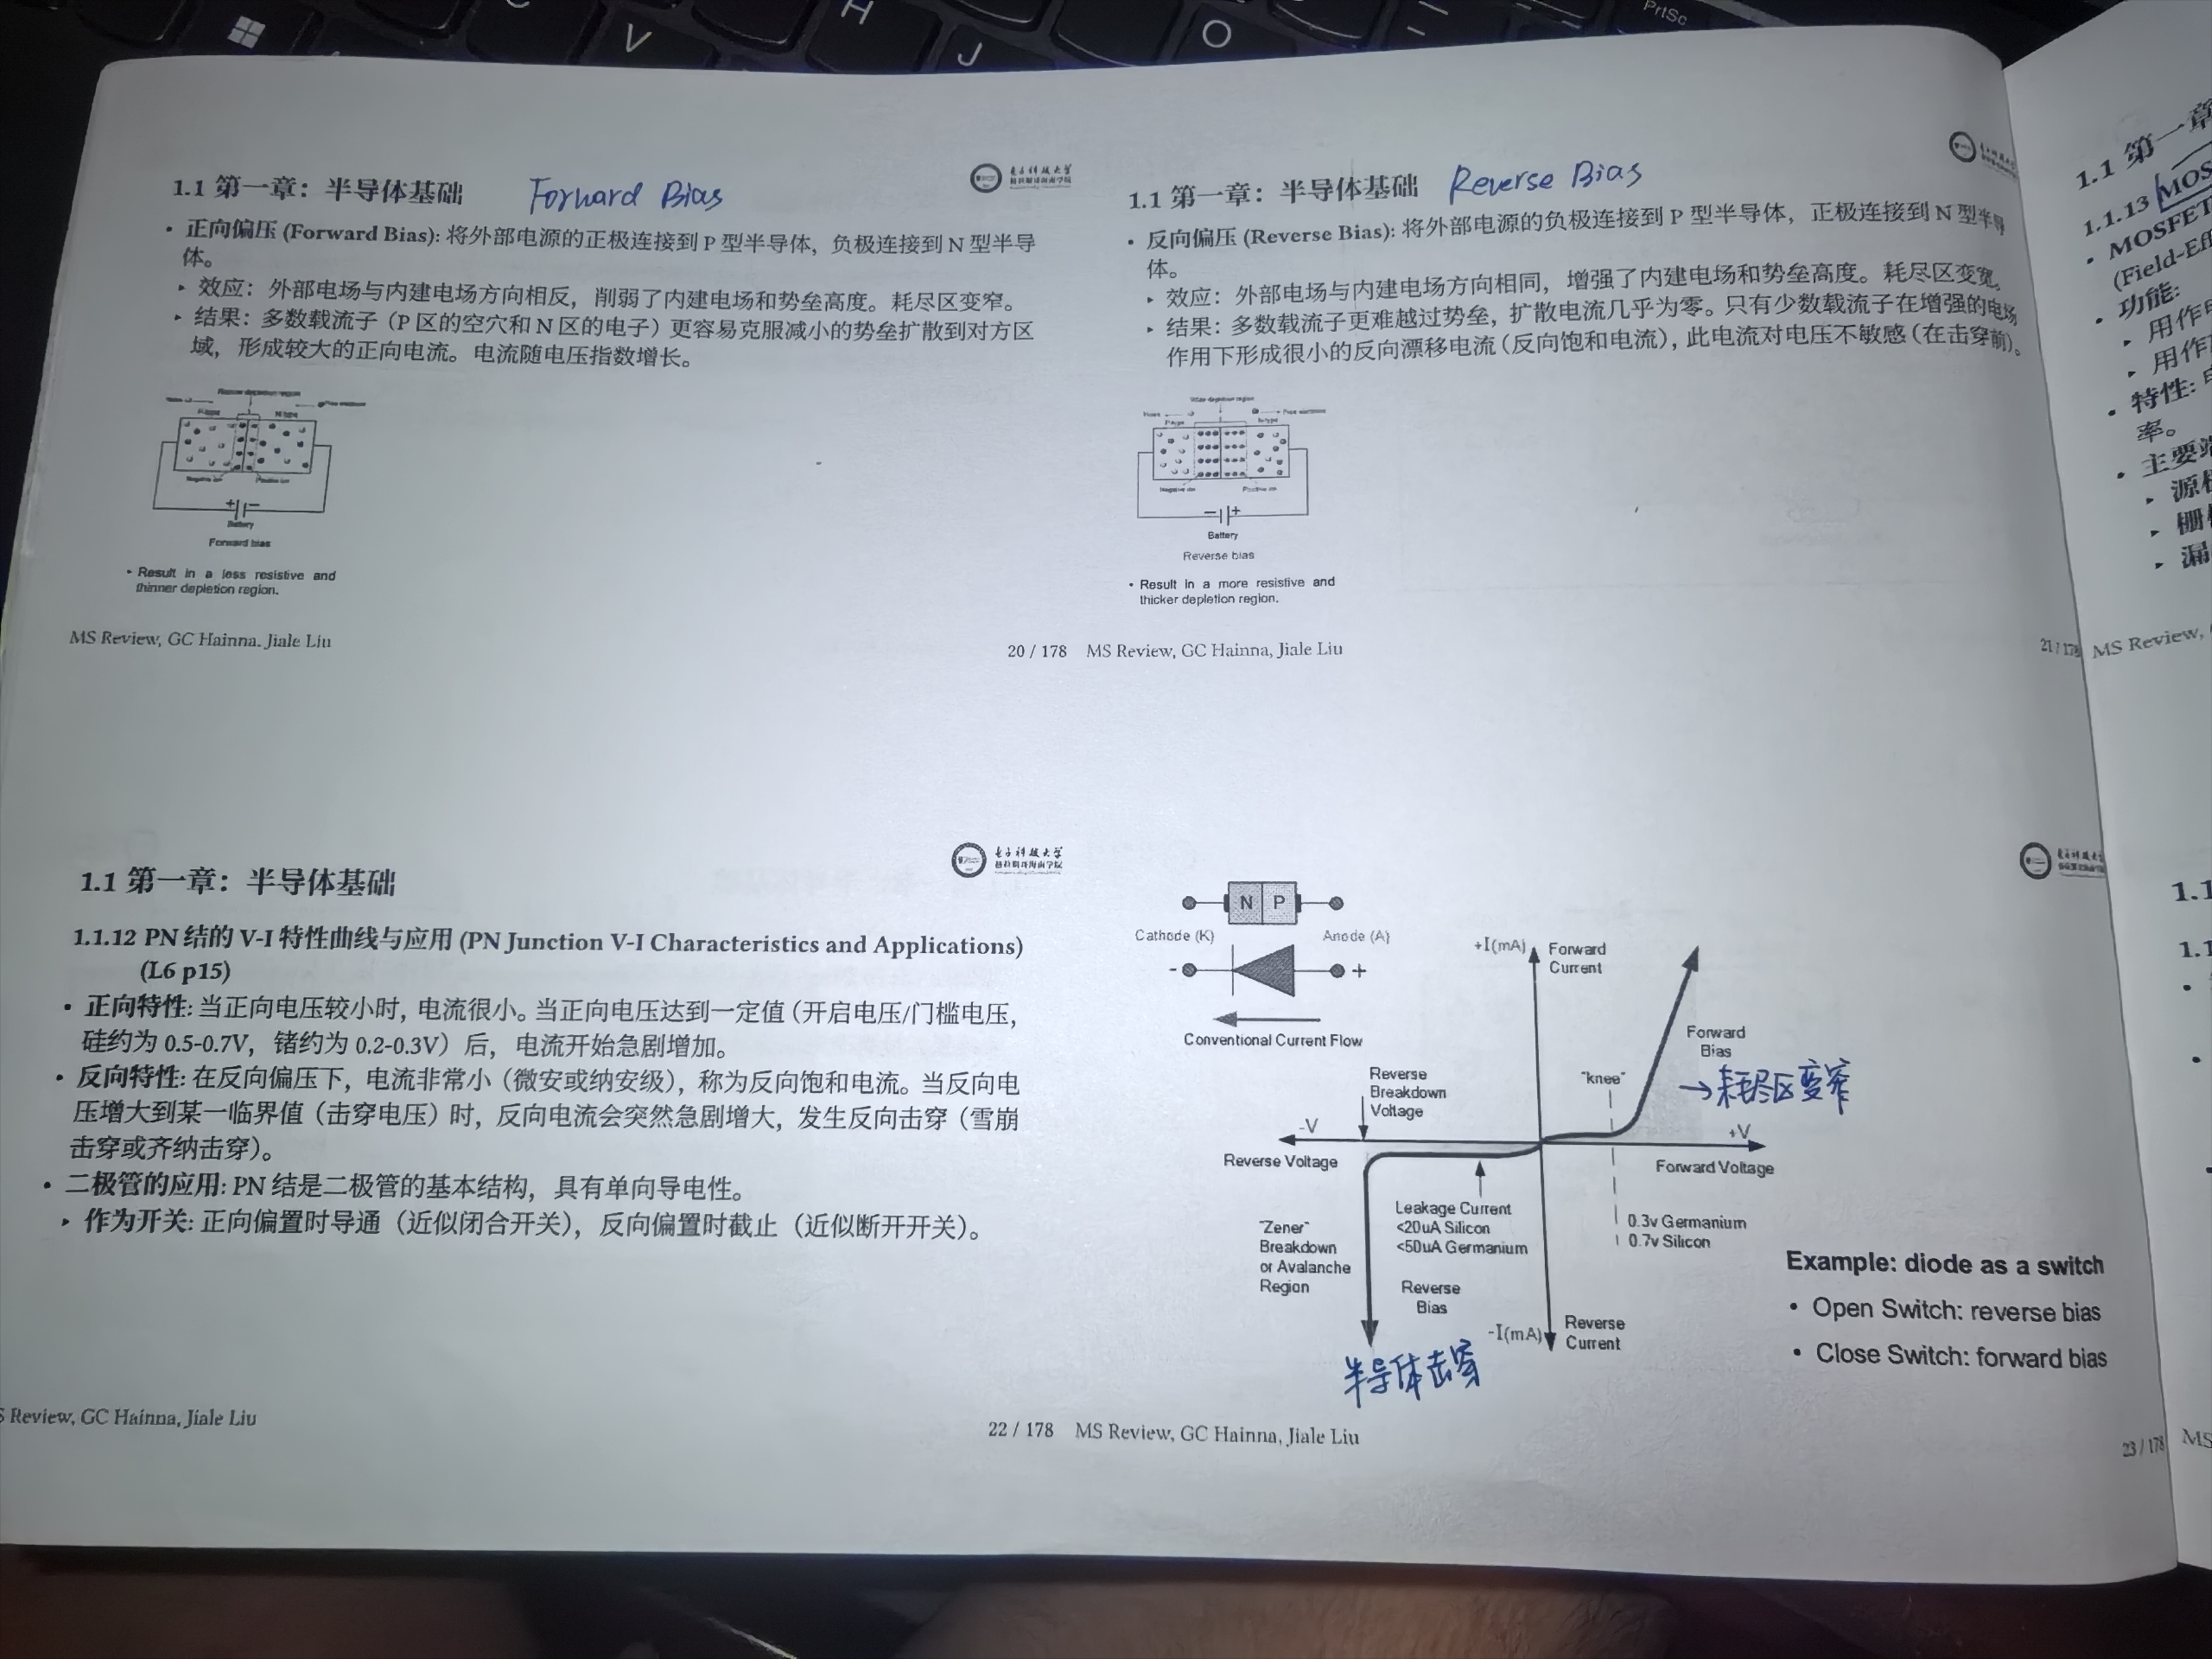 PrtSc
V
H
J
O
1.1 第一章：半导体基础
Forward Bias
电子科技大学
• 正向偏压 (Forward Bias): 将外部电源的正极连接到 P 型半导体，负极连接到 N 型半导
体。
▸ 效应：外部电场与内建电场方向相反，削弱了内建电场和势垒高度。耗尽区变窄。
▸ 结果：多数载流子（P 区的空穴和 N 区的电子）更容易克服减小的势垒扩散到对方区
域，形成较大的正向电流。电流随电压指数增长。
P-type
N-type
Negative ion
Positive ion
+
−
Battery
Forward bias
• Result in a less resistive and
thinner depletion region.
MS Review, GC Hainna, Jiale Liu
20 / 178
1.1 第一章：半导体基础
Reverse Bias
• 反向偏压 (Reverse Bias): 将外部电源的负极连接到 P 型半导体，正极连接到 N 型半导
体。
▸ 效应：外部电场与内建电场方向相同，增强了内建电场和势垒高度。耗尽区变宽。
▸ 结果：多数载流子更难越过势垒，扩散电流几乎为零。只有少数载流子在增强的电场
作用下形成很小的反向漂移电流（反向饱和电流），此电流对电压不敏感（在击穿前）。
Wide depletion region
P-type
N-type
Negative ion
Positive ion
−
+
Battery
Reverse bias
• Result in a more resistive and
thicker depletion region.
MS Review, GC Hainna, Jiale Liu
21 / 178
1.1 第一章：半导体基础
电子科技大学
1.1.12 PN 结的 V-I 特性曲线与应用 (PN Junction V-I Characteristics and Applications)
(L6 p15)
• 正向特性: 当正向电压较小时, 电流很小。当正向电压达到一定值（开启电压/门槛电压,
硅约为 0.5-0.7V，锗约为 0.2-0.3V）后，电流开始急剧增加。
• 反向特性: 在反向偏压下，电流非常小（微安或纳安级），称为反向饱和电流。当反向电
压增大到某一临界值（击穿电压）时，反向电流会突然急剧增大，发生反向击穿（雪崩
击穿或齐纳击穿）。
• 二极管的应用: PN 结是二极管的基本结构，具有单向导电性。
▸ 作为开关: 正向偏置时导通（近似闭合开关），反向偏置时截止（近似断开开关）。
S Review, GC Hainna, Jiale Liu
22 / 178
N P
Cathode (K)
Anode (A)
-
+
Conventional Current Flow
+I(mA)
Forward
Current
Forward
Bias
→耗尽区变窄
"knee"
Reverse
Breakdown
Voltage
-V
+V
Reverse Voltage
Forward Voltage
Leakage Current
<20uA Silicon
<50uA Germanium
0.3v Germanium
0.7v Silicon
"Zener"
Breakdown
or Avalanche
Region
Reverse
Bias
-I(mA)
Reverse
Current
半导体击穿
Example: diode as a switch
• Open Switch: reverse bias
• Close Switch: forward bias
MS Review, GC Hainna, Jiale Liu
23 / 178
1.1 第一章
1.1.13 MOS
• MOSFET
(Field-Eff
• 功能:
▸ 用作
▸ 用作
• 特性:
率。
• 主要
▸ 源
▸ 栅
▸ 漏
MS Review,
1.1
1.1
MS